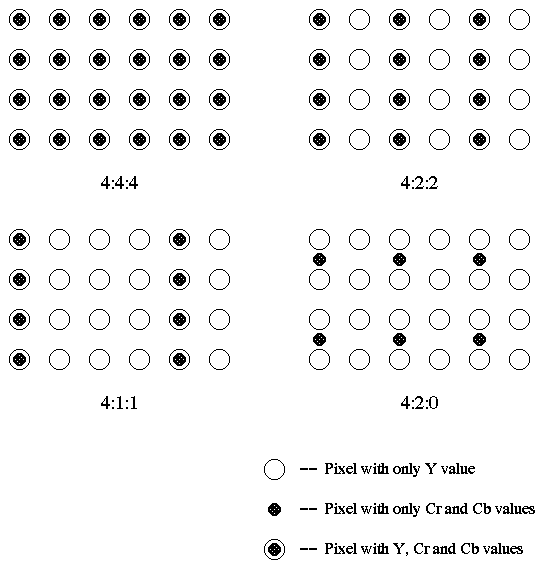 4:4:4
4:2:2
4:1:1
4:2:0
-- Pixel with only Y value
-- Pixel with only Cr and Cb values
-- Pixel with Y, Cr and Cb values